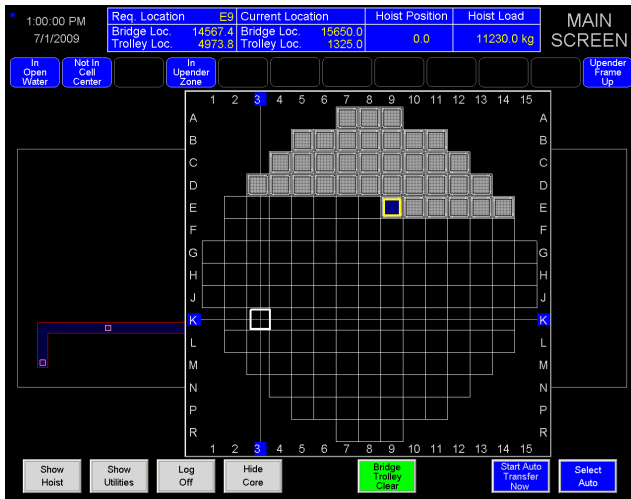 1:00:00 PM
7/1/2009
Req. Location E9 Current Location Hoist Position Hoist Load
Bridge Loc. 14567.4 Bridge Loc. 15650.0
Trolley Loc. 4973.8 Trolley Loc. 1325.0
0.0 11230.0 kg
MAIN
SCREEN
In
Open
Water
Not In
Cell
Center
In
Upender
Zone
Upender
Frame
Up
1 2 3 4 5 6 7 8 9 10 11 12 13 14 15
A A
B B
C C
D D
E E
F F
G G
H H
J J
K K
L L
M M
N N
P P
R R
1 2 3 4 5 6 7 8 9 10 11 12 13 14 15
Show
Hoist
Show
Utilities
Log
Off
Hide
Core
Bridge
Trolley
Clear
Start Auto
Transfer
Now
Select
Auto